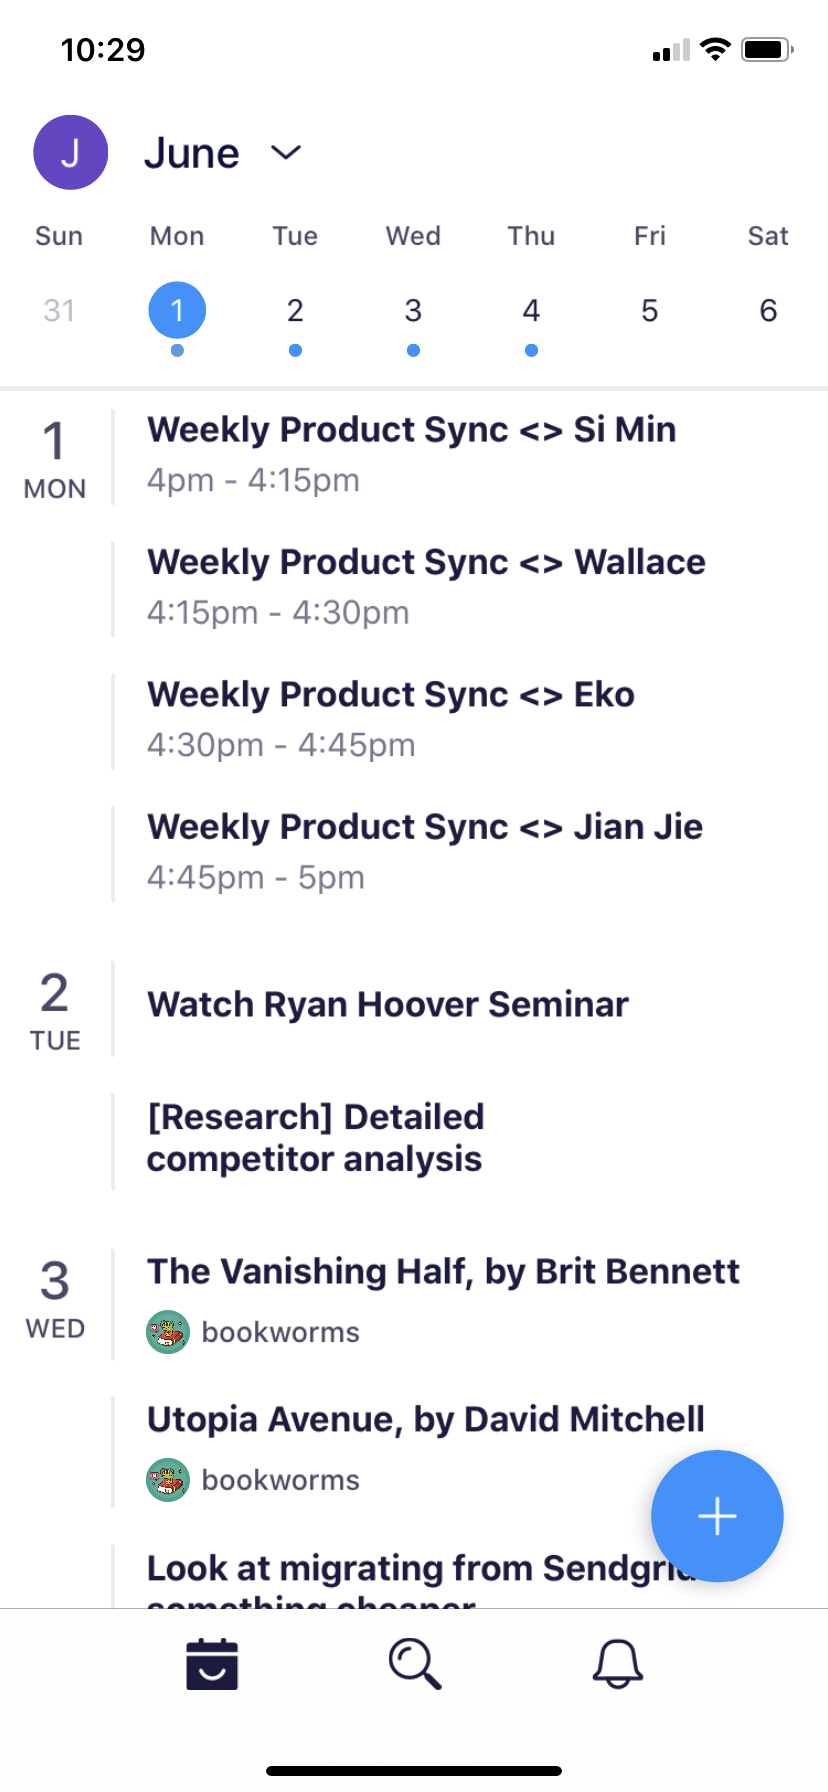 10:29
J
June
Sun Mon Tue Wed Thu Fri Sat
31 1 2 3 4 5 6
1
MON
Weekly Product Sync <> Si Min
4pm - 4:15pm
Weekly Product Sync <> Wallace
4:15pm - 4:30pm
Weekly Product Sync <> Eko
4:30pm - 4:45pm
Weekly Product Sync <> Jian Jie
4:45pm - 5pm
2
TUE
Watch Ryan Hoover Seminar
[Research] Detailed
competitor analysis
3
WED
The Vanishing Half, by Brit Bennett
bookworms
Utopia Avenue, by David Mitchell
bookworms
Look at migrating from Sendgrid
something cheaper